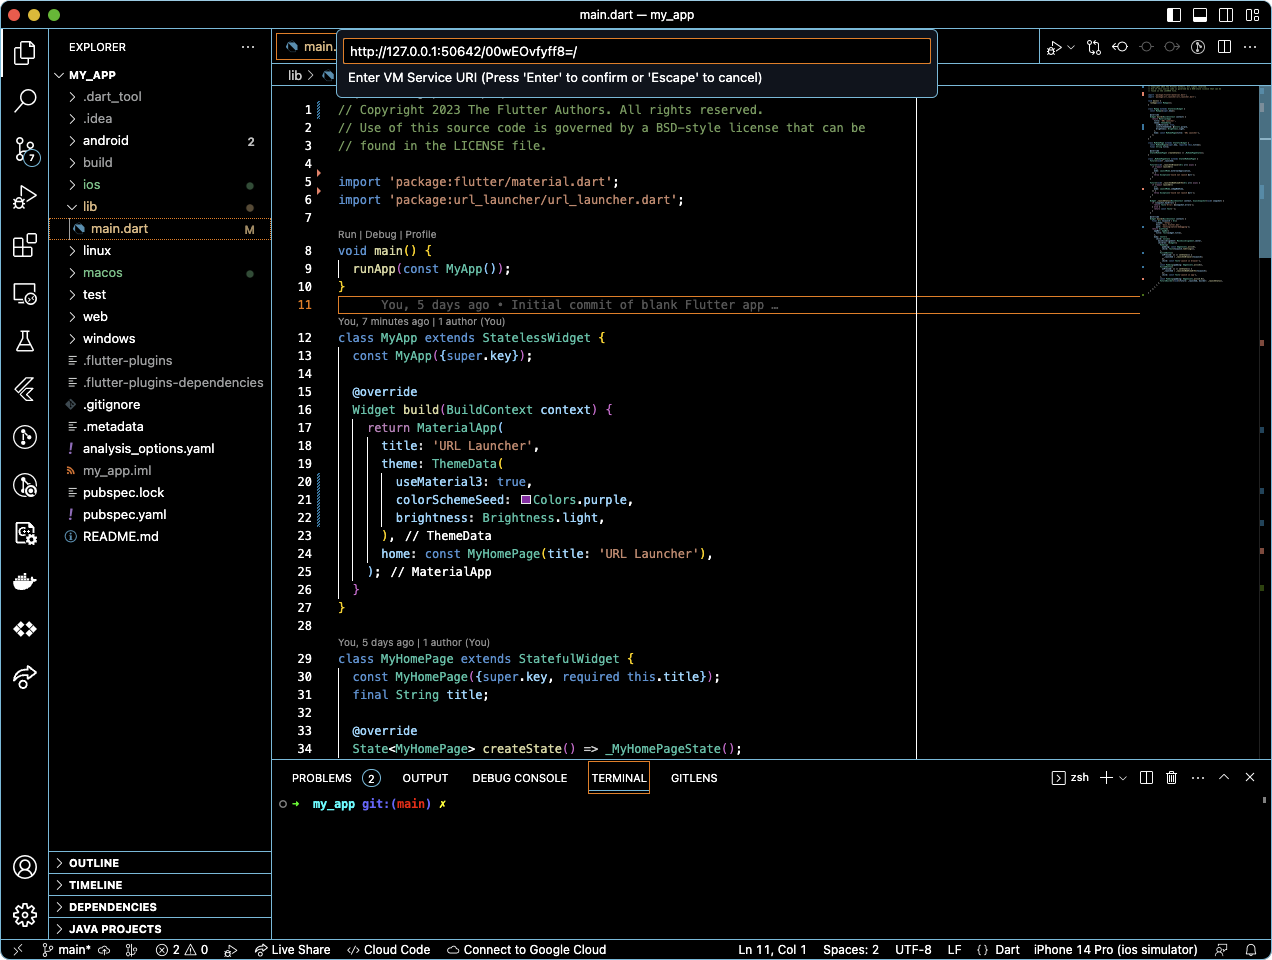 main.dart — my_app
EXPLORER
MY_APP
.dart_tool
.idea
android 2
build
ios
lib
main.dart M
linux
macos
test
web
windows
.flutter-plugins
.flutter-plugins-dependencies
.gitignore
.metadata
! analysis_options.yaml
my_app.iml
pubspec.lock
! pubspec.yaml
README.md
7
OUTLINE
TIMELINE
DEPENDENCIES
JAVA PROJECTS
main.
lib >
http://127.0.0.1:50642/00wEOvfyff8=/
Enter VM Service URI (Press 'Enter' to confirm or 'Escape' to cancel)
1 // Copyright 2023 The Flutter Authors. All rights reserved.
2 // Use of this source code is governed by a BSD-style license that can be
3 // found in the LICENSE file.
4
5 import 'package:flutter/material.dart';
6 import 'package:url_launcher/url_launcher.dart';
7
Run | Debug | Profile
8 void main() {
9 runApp(const MyApp());
10 }
11 You, 5 days ago • Initial commit of blank Flutter app …
You, 7 minutes ago | 1 author (You)
12 class MyApp extends StatelessWidget {
13 const MyApp({super.key});
14
15 @override
16 Widget build(BuildContext context) {
17 return MaterialApp(
18 title: 'URL Launcher',
19 theme: ThemeData(
20 useMaterial3: true,
21 colorSchemeSeed: Colors.purple,
22 brightness: Brightness.light,
23 ), // ThemeData
24 home: const MyHomePage(title: 'URL Launcher'),
25 ); // MaterialApp
26 }
27 }
28
You, 5 days ago | 1 author (You)
29 class MyHomePage extends StatefulWidget {
30 const MyHomePage({super.key, required this.title});
31 final String title;
32
33 @override
34 State<MyHomePage> createState() => _MyHomePageState();
PROBLEMS 2 OUTPUT DEBUG CONSOLE TERMINAL GITLENS zsh
→ my_app git:(main) ✗
main* 2 0 Live Share Cloud Code Connect to Google Cloud Ln 11, Col 1 Spaces: 2 UTF-8 LF {} Dart iPhone 14 Pro (ios simulator)